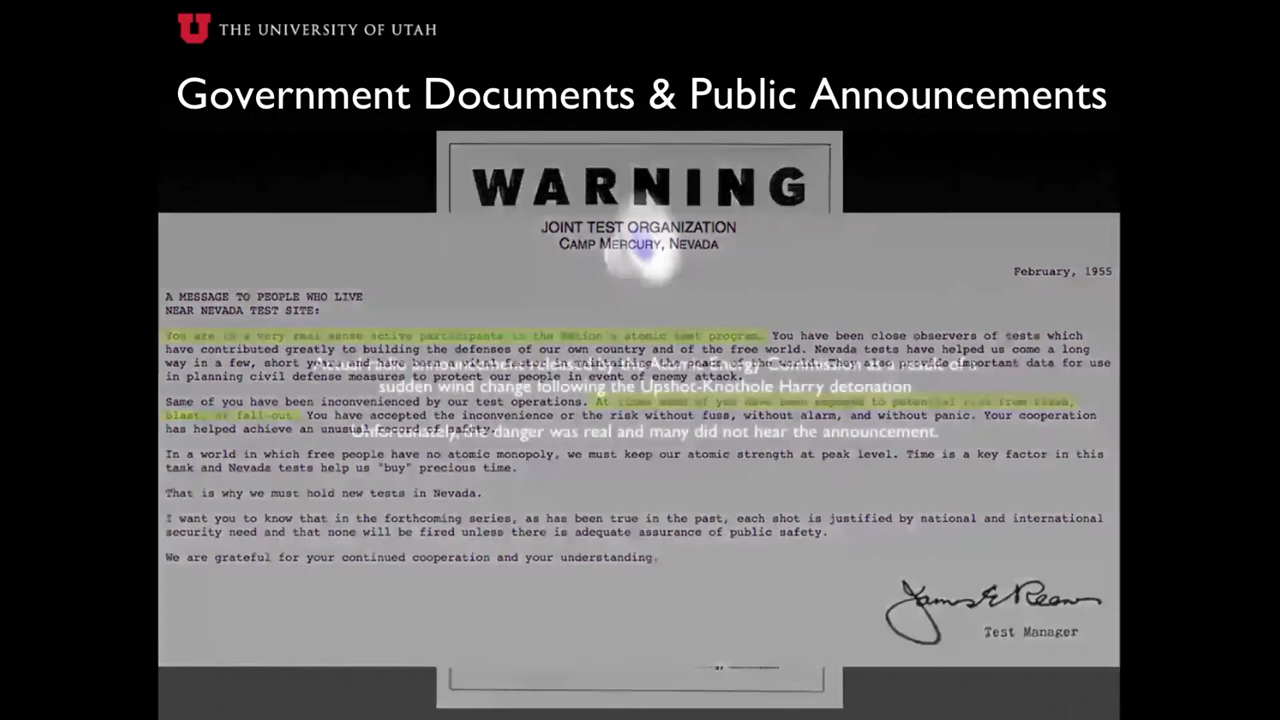 THE UNIVERSITY OF UTAH
Government Documents & Public Announcements
WARNING
JOINT TEST ORGANIZATION
CAMP MERCURY, NEVADA
February, 1955
A MESSAGE TO PEOPLE WHO LIVE
NEAR NEVADA TEST SITE:
You are in a very real sense active participants in the Nation's atomic test program. You have been close observers of tests which
have contributed greatly to building the defenses of our own country and of the free world. Nevada tests have helped us come a long
way in a few, short years and have been a vital factor in maintaining the peace of the world. They also provide important data for use
in planning civil defense measures to protect our people in event of enemy attack.
sudden wind change following the Upshot-Knothole Harry detonation
Some of you have been inconvenienced by our test operations. At times some of you have been exposed to potential risk from flash,
blast, or fall-out. You have accepted the inconvenience or the risk without fuss, without alarm, and without panic. Your cooperation
has helped achieve an unusual record of safety.
Unfortunately, the danger was real and many did not hear the announcement.
In a world in which free people have no atomic monopoly, we must keep our atomic strength at peak level. Time is a key factor in this
task and Nevada tests help us "buy" precious time.
That is why we must hold new tests in Nevada.
I want you to know that in the forthcoming series, as has been true in the past, each shot is justified by national and international
security need and that none will be fired unless there is adequate assurance of public safety.
We are grateful for your continued cooperation and your understanding.
Test Manager